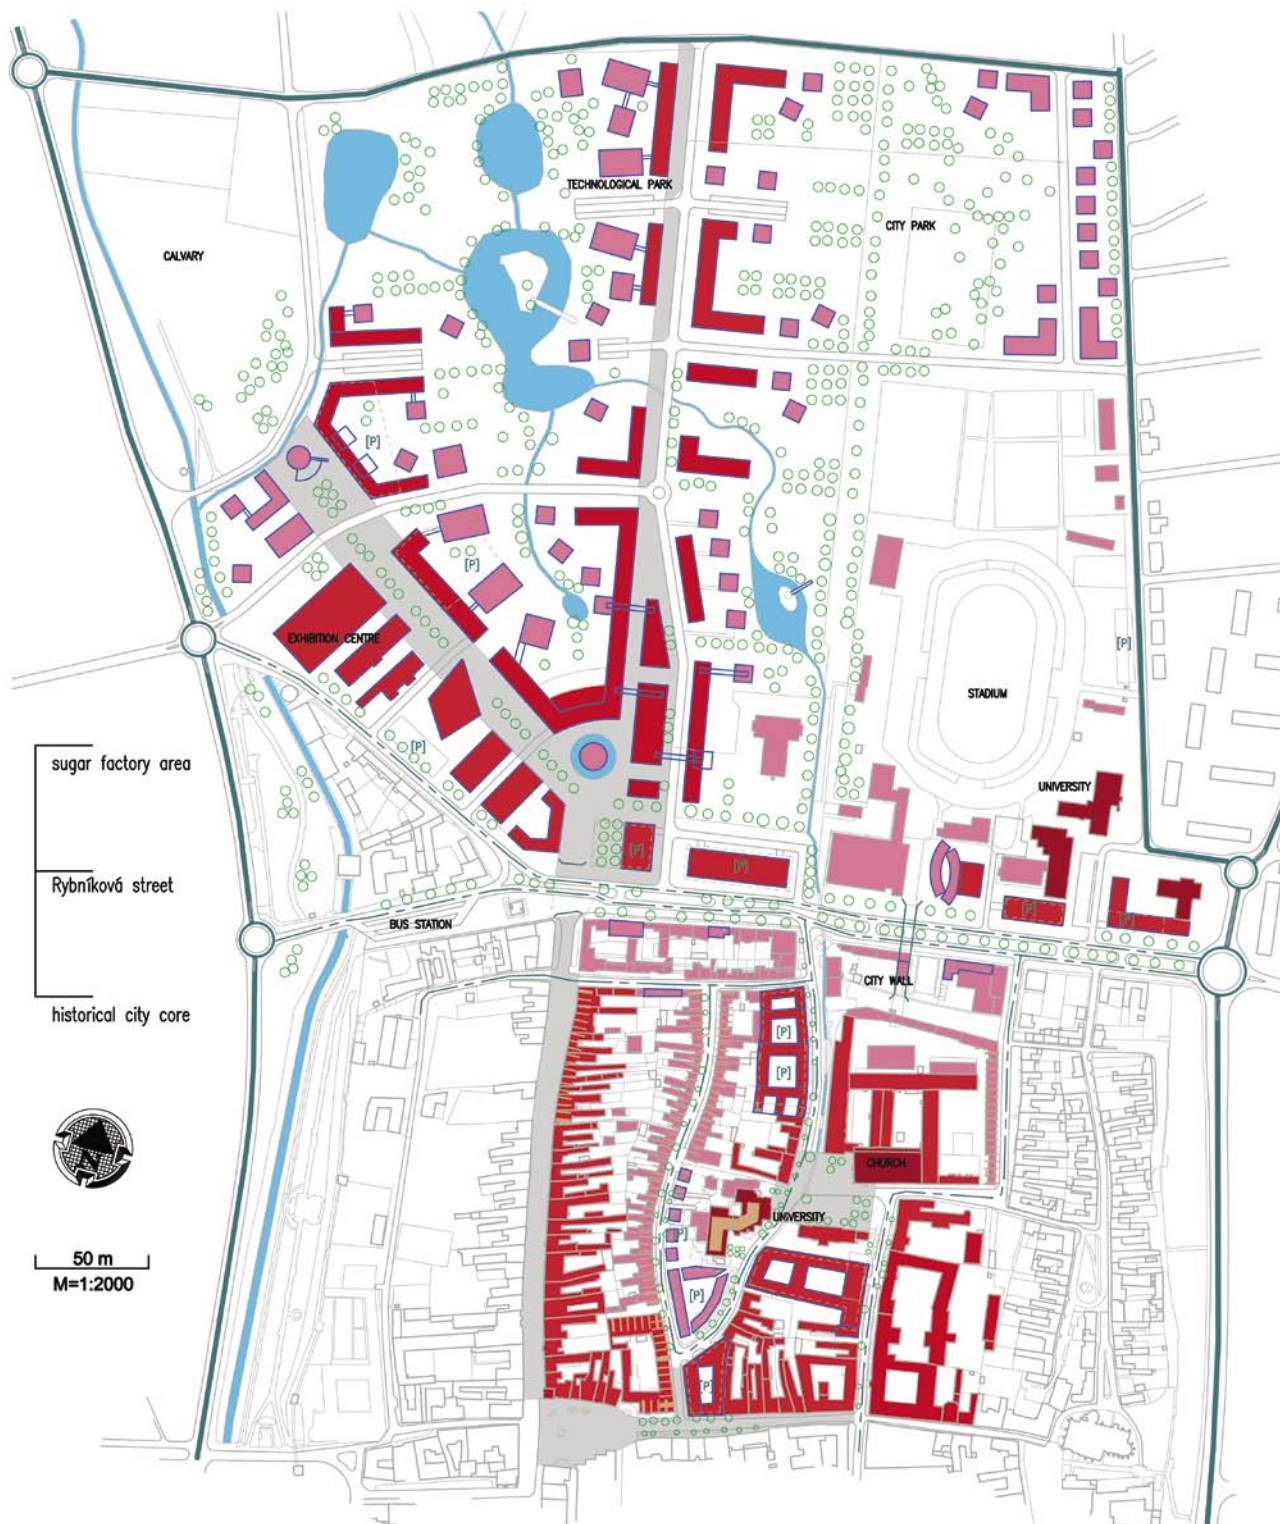 TECHNOLOGICAL PARK
CITY PARK
CALVARY
[P]
[P]
EXHIBITION CENTRE
[P]
STADIUM
[P]
sugar factory area
UNIVERSITY
[P]
[P]
Rybníková street
[P]
[P]
BUS STATION
CITY WALL
historical city core
[P]
[P]
CHURCH
UNIVERSITY
[P]
50 m
M=1:2000
[P]
[P]